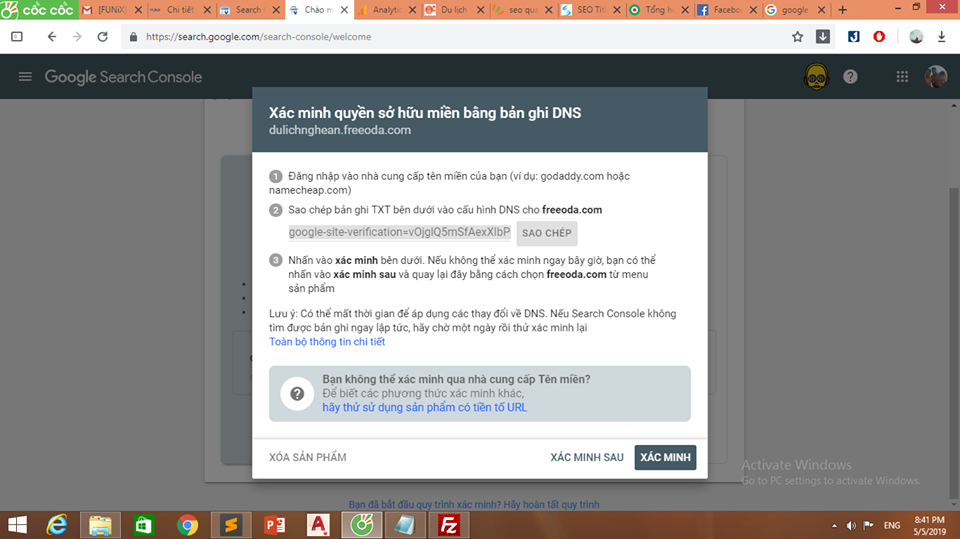 cốc cốc
[FUNiX]
Chi tiết
Search
Chào m
Analytic
Du lịch
seo qua
SEO Tit
Tổng h
Facebo
google
https://search.google.com/search-console/welcome
Google Search Console
Xác minh quyền sở hữu miền bằng bản ghi DNS
dulichnghean.freeoda.com
1 Đăng nhập vào nhà cung cấp tên miền của bạn (ví dụ: godaddy.com hoặc
namecheap.com)
2 Sao chép bản ghi TXT bên dưới vào cấu hình DNS cho freeoda.com
google-site-verification=vOjglQ5mSfAexXlbP SAO CHÉP
3 Nhấn vào xác minh bên dưới. Nếu không thể xác minh ngay bây giờ, bạn có thể
nhấn vào xác minh sau và quay lại đây bằng cách chọn freeoda.com từ menu
sản phẩm
Lưu ý: Có thể mất thời gian để áp dụng các thay đổi về DNS. Nếu Search Console không
tìm được bản ghi ngay lập tức, hãy chờ một ngày rồi thử xác minh lại
Toàn bộ thông tin chi tiết
Bạn không thể xác minh qua nhà cung cấp Tên miền?
Để biết các phương thức xác minh khác,
hãy thử sử dụng sản phẩm có tiền tố URL
XÓA SẢN PHẨM XÁC MINH SAU XÁC MINH
Activate Windows
Go to PC settings to activate Windows.
Bạn đã bắt đầu quy trình xác minh? Hãy hoàn tất quy trình
ENG
8:41 PM
5/5/2019